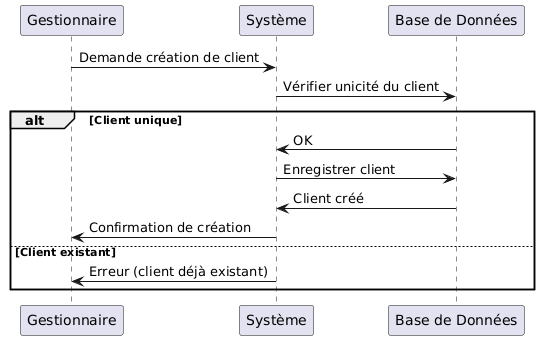 Gestionnaire Système Base de Données
Demande création de client
Vérifier unicité du client
alt [Client unique]
OK
Enregistrer client
Client créé
Confirmation de création
[Client existant]
Erreur (client déjà existant)
Gestionnaire Système Base de Données